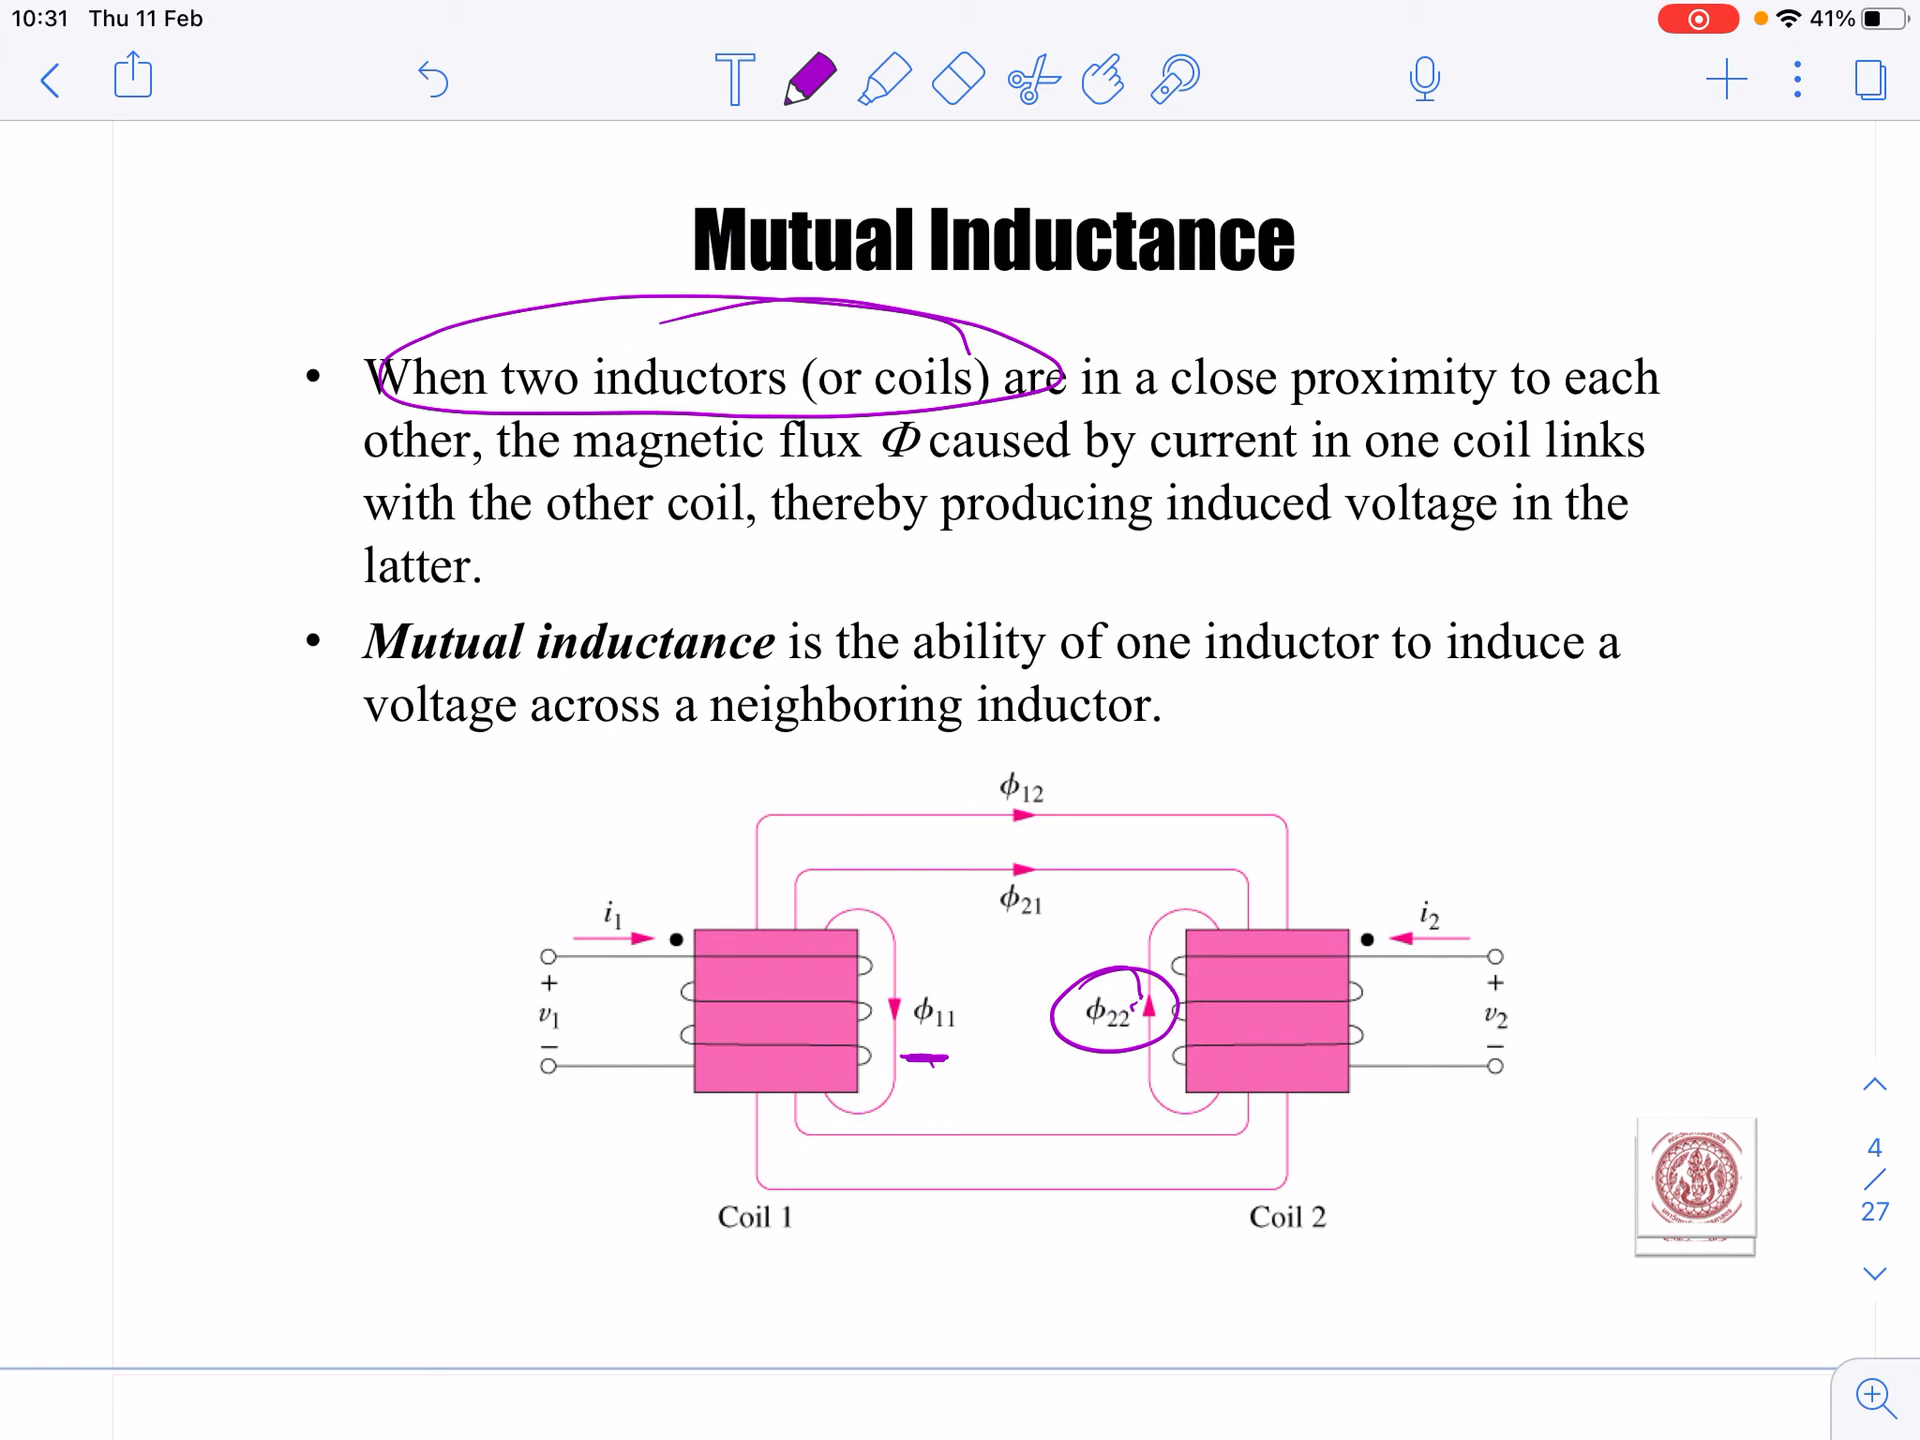 10:31 Thu 11 Feb
41%
Mutual Inductance
• When two inductors (or coils) are in a close proximity to each
other, the magnetic flux Φ caused by current in one coil links
with the other coil, thereby producing induced voltage in the
latter.
• Mutual inductance is the ability of one inductor to induce a
voltage across a neighboring inductor.
ϕ12
ϕ21
i1
i2
+
v1
−
ϕ11
ϕ22
+
v2
−
Coil 1
Coil 2
4
/
27